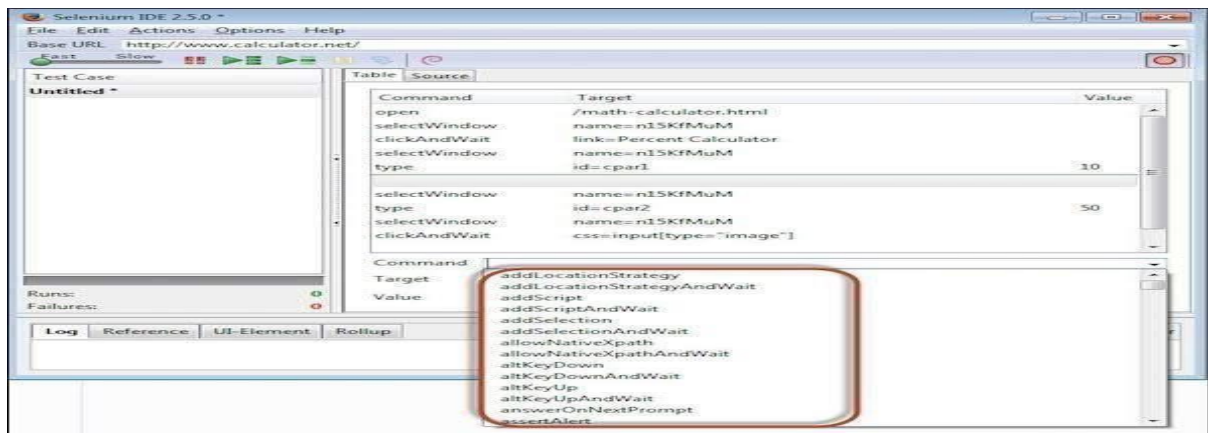 Selenium IDE 2.5.0 *
File Edit Actions Options Help
Base URL http://www.calculator.net/
Fast Slow
Test Case
Untitled *
Table Source
Command Target Value
open /math-calculator.html
selectWindow name=n15KfMuM
clickAndWait link=Percent Calculator
selectWindow name=n15KfMuM
type id=cpar1 10
selectWindow name=n15KfMuM
type id=cpar2 50
selectWindow name=n15KfMuM
clickAndWait css=input[type="image"]
Command
Target
Value
addLocationStrategy
addLocationStrategyAndWait
addScript
addScriptAndWait
addSelection
addSelectionAndWait
allowNativeXpath
allowNativeXpathAndWait
altKeyDown
altKeyDownAndWait
altKeyUp
altKeyUpAndWait
answerOnNextPrompt
assertAlert
Runs: 0
Failures: 0
Log Reference UI-Element Rollup